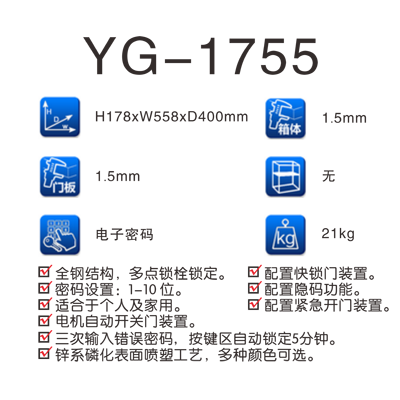 YG-1755
H O W D H178xW558xD400mm 箱体 1.5mm
门板 1.5mm 无
电子密码 kg 21kg
全钢结构，多点锁栓锁定。 配置快锁门装置。
密码设置：1-10位。 配置隐码功能。
适合于个人及家用。 配置紧急开门装置。
电机自动开关门装置。
三次输入错误密码，按键区自动锁定5分钟。
锌系磷化表面喷塑工艺，多种颜色可选。